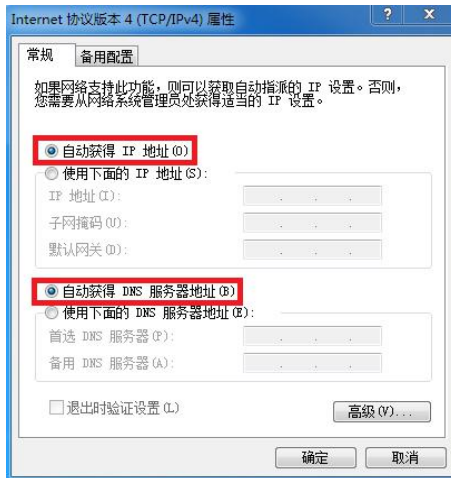 Internet 协议版本 4 (TCP/IPv4) 属性
? X
常规 备用配置
如果网络支持此功能，则可以获取自动指派的 IP 设置。否则，
您需要从网络系统管理员处获得适当的 IP 设置。
自动获得 IP 地址(O)
使用下面的 IP 地址(S):
IP 地址(I):
子网掩码(U):
默认网关(D):
自动获得 DNS 服务器地址(B)
使用下面的 DNS 服务器地址(E):
首选 DNS 服务器(P):
备用 DNS 服务器(A):
退出时验证设置(L)
高级(V)...
确定 取消